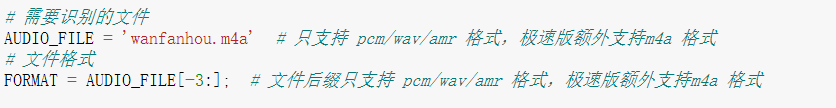 # 需要识别的文件
AUDIO_FILE = 'wanfanhou.m4a'  # 只支持 pcm/wav/amr 格式，极速版额外支持m4a 格式
# 文件格式
FORMAT = AUDIO_FILE[-3:];  # 文件后缀只支持 pcm/wav/amr 格式，极速版额外支持m4a 格式